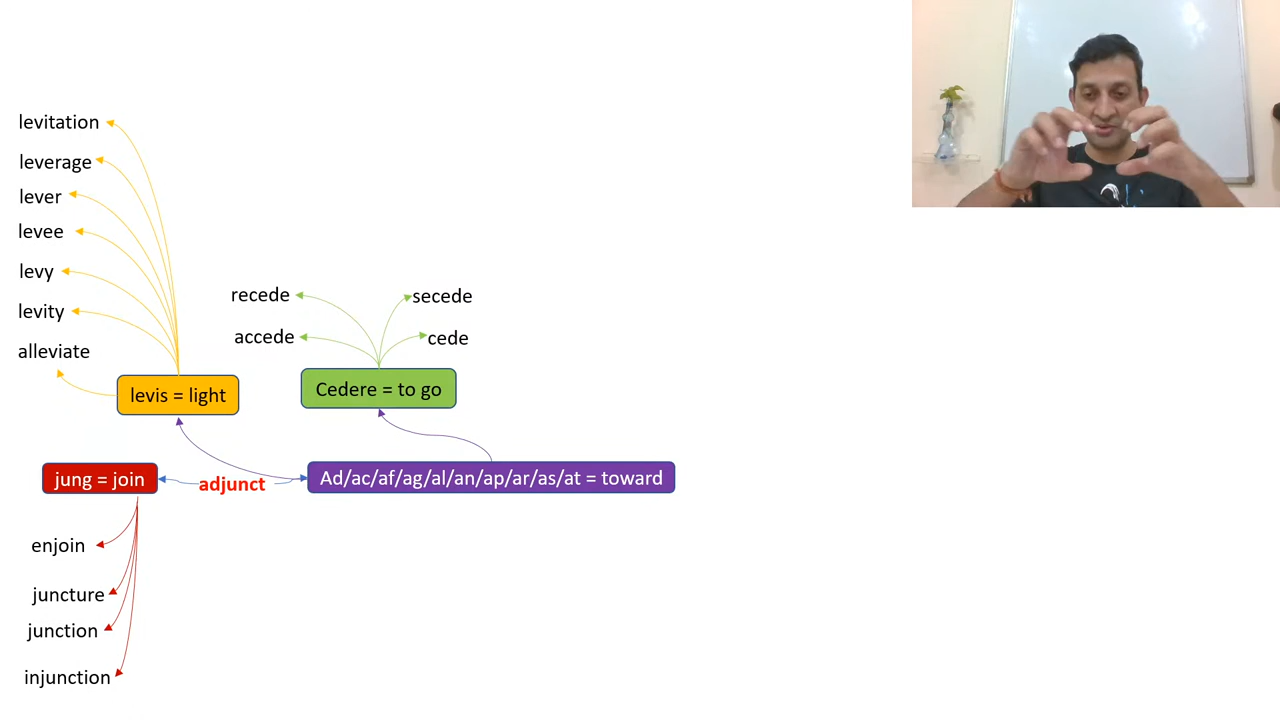 levitation
leverage
lever
levee
levy
levity
alleviate
levis = light
recede
secede
accede
cede
Cedere = to go
jung = join
adjunct
Ad/ac/af/ag/al/an/ap/ar/as/at = toward
enjoin
juncture
junction
injunction